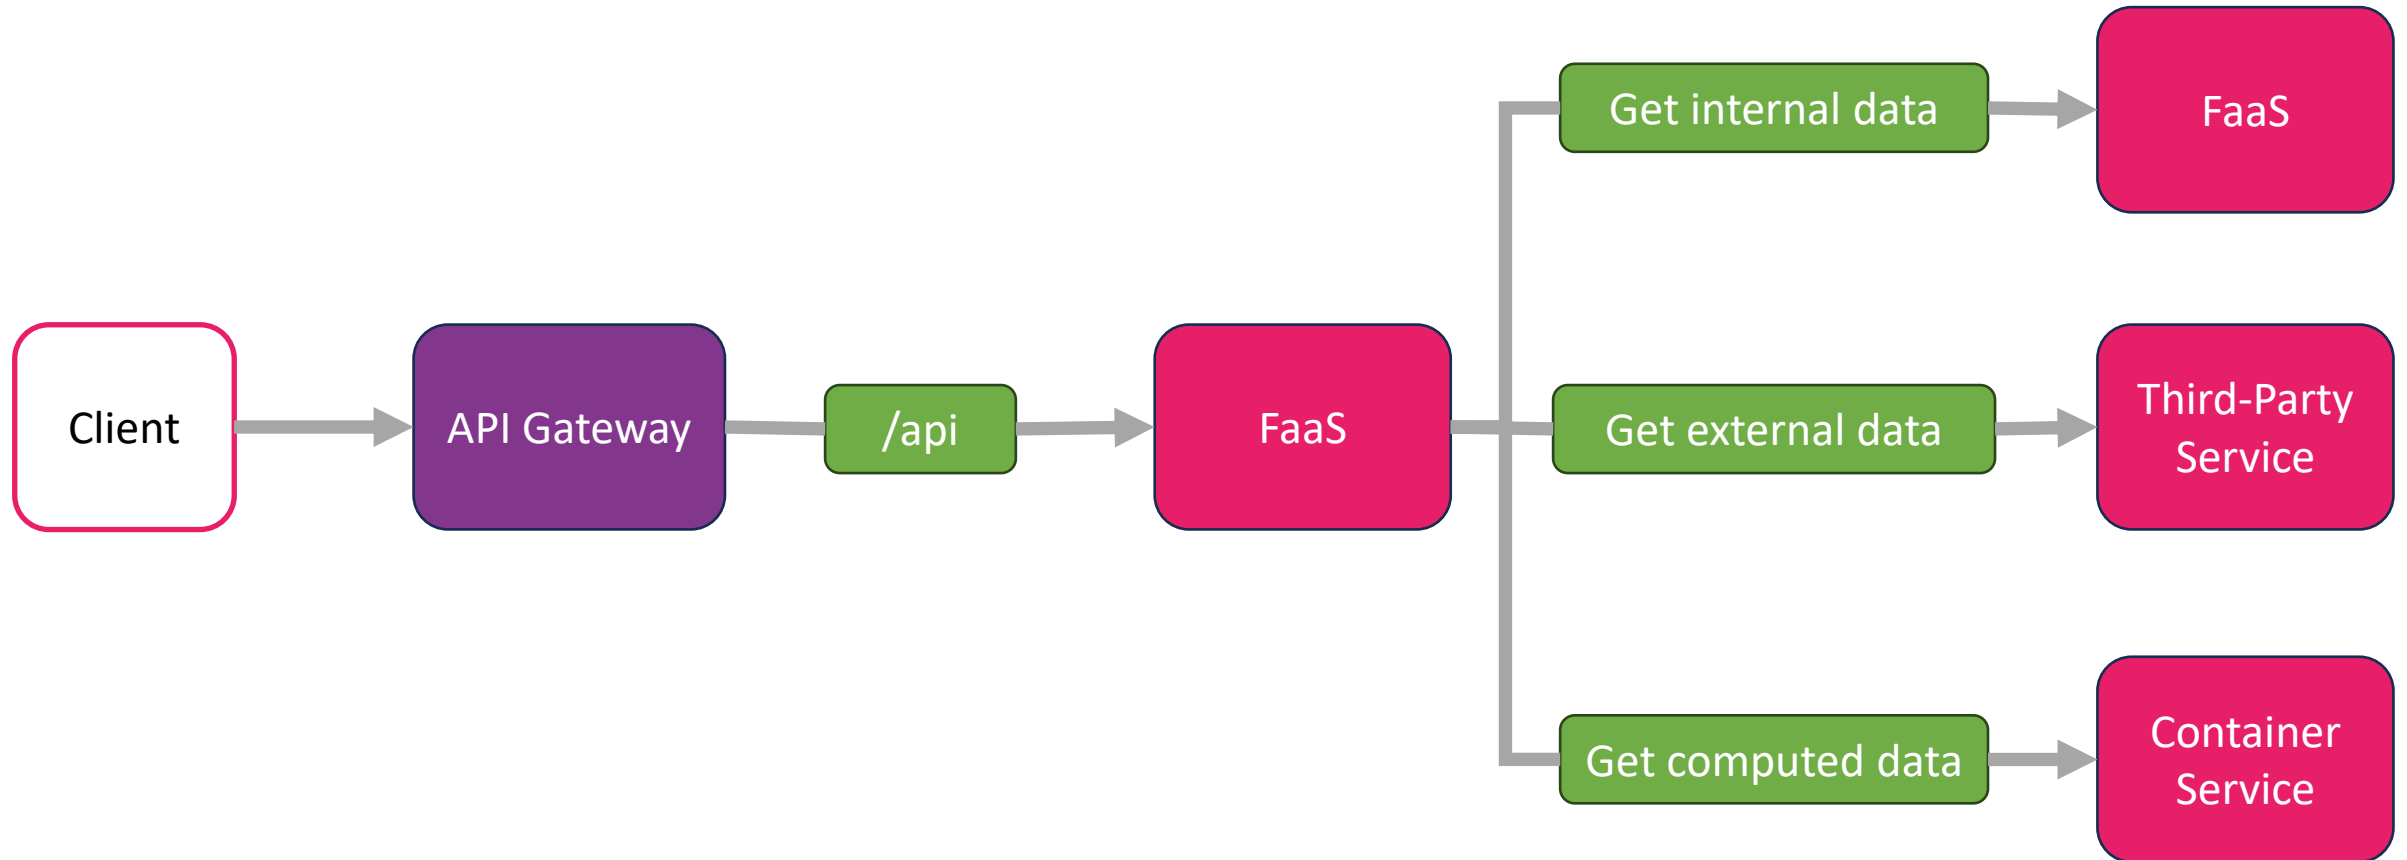 Client
API Gateway
/api
FaaS
Get internal data
FaaS
Get external data
Third-Party
Service
Get computed data
Container
Service